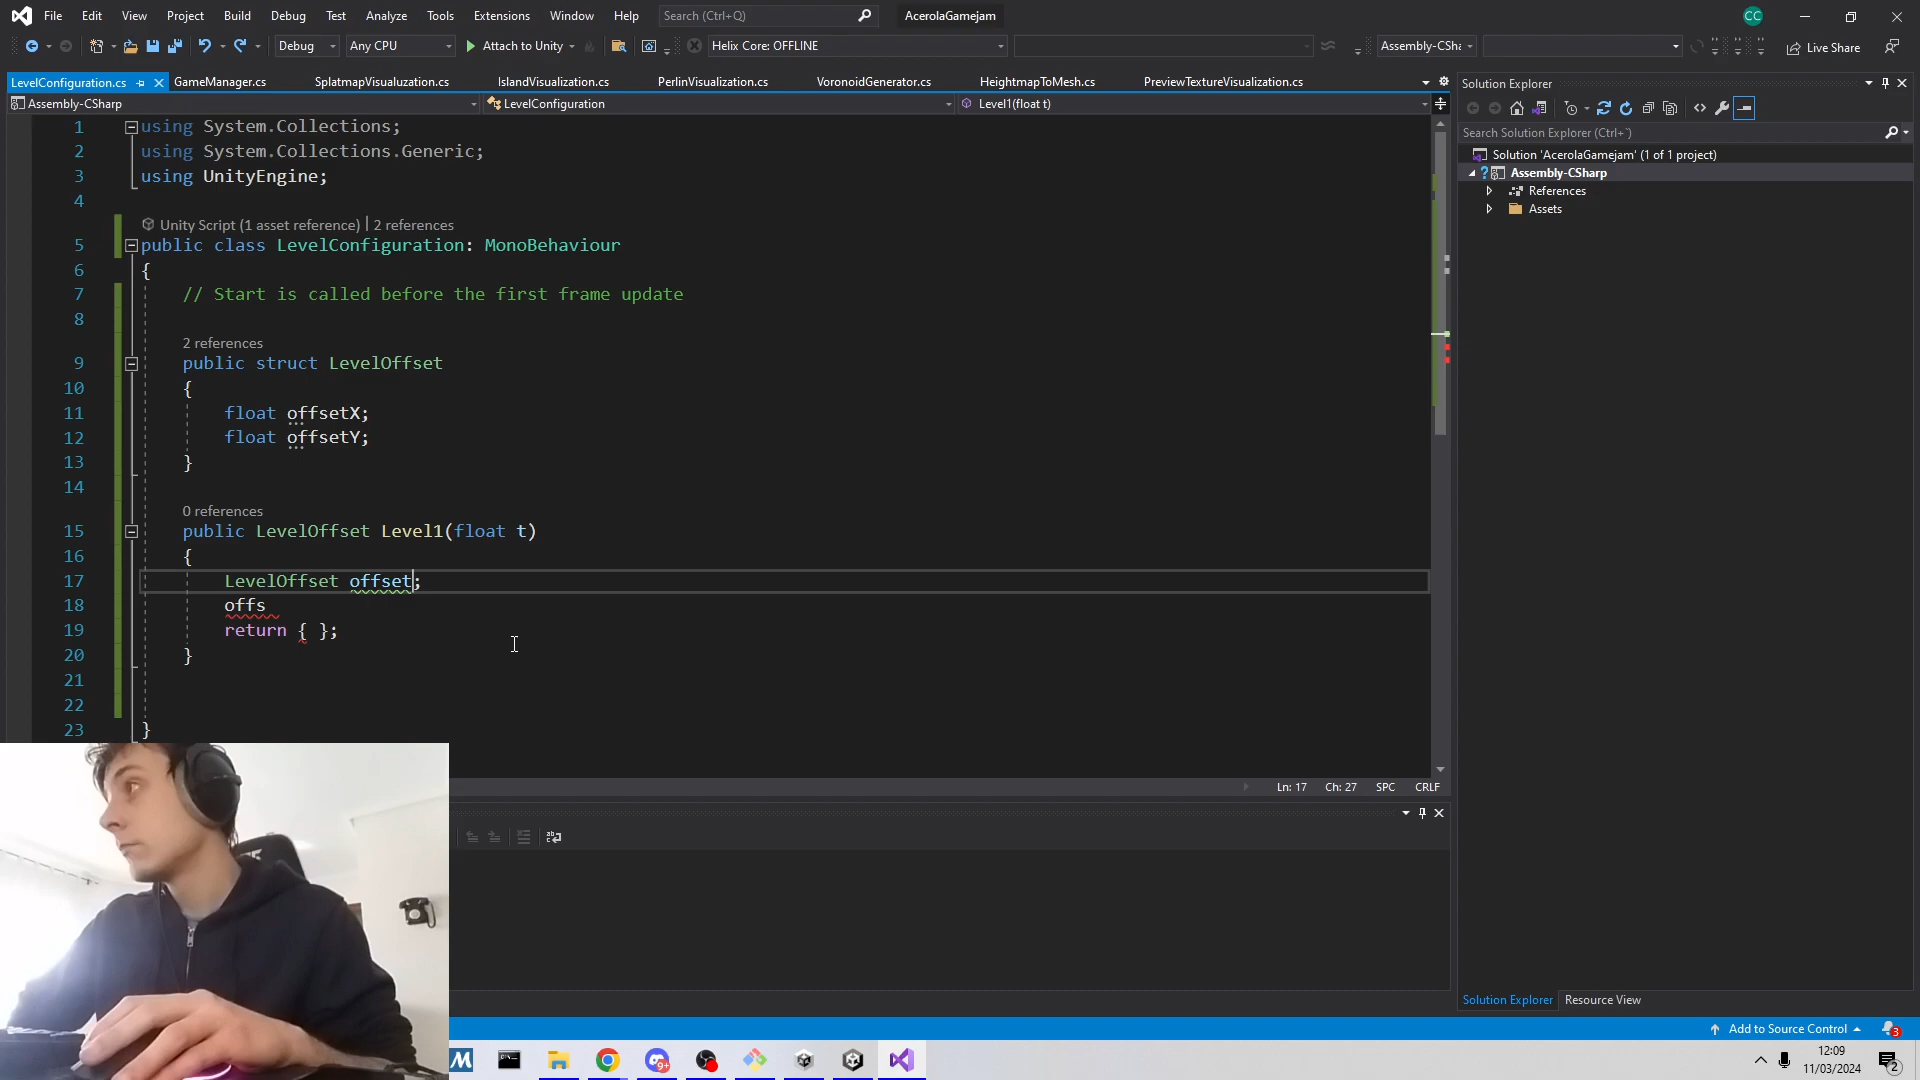 File Edit View Project Build Debug Test Analyze Tools Extensions Window Help Search (Ctrl+Q) AcerolaGamejam CC
Debug Any CPU Attach to Unity Helix Core: OFFLINE Assembly-CSha Live Share
LevelConfiguration.cs GameManager.cs SplatmapVisualuzation.cs IslandVisualization.cs PerlinVisualization.cs VoronoidGenerator.cs HeightmapToMesh.cs PreviewTextureVisualization.cs
Assembly-CSharp LevelConfiguration Level1(float t)
1 using System.Collections;
2 using System.Collections.Generic;
3 using UnityEngine;
4
Unity Script (1 asset reference) | 2 references
5 public class LevelConfiguration: MonoBehaviour
6 {
7 // Start is called before the first frame update
8
2 references
9 public struct LevelOffset
10 {
11 float offsetX;
12 float offsetY;
13 }
14
0 references
15 public LevelOffset Level1(float t)
16 {
17 LevelOffset offset;
18 offs
19 return { };
20 }
21
22
23 }
Ln: 17 Ch: 27 SPC CRLF
Solution Explorer
Search Solution Explorer (Ctrl+¨)
Solution 'AcerolaGamejam' (1 of 1 project)
Assembly-CSharp
References
Assets
Solution Explorer Resource View
Add to Source Control 3
9+
12:09
11/03/2024
2